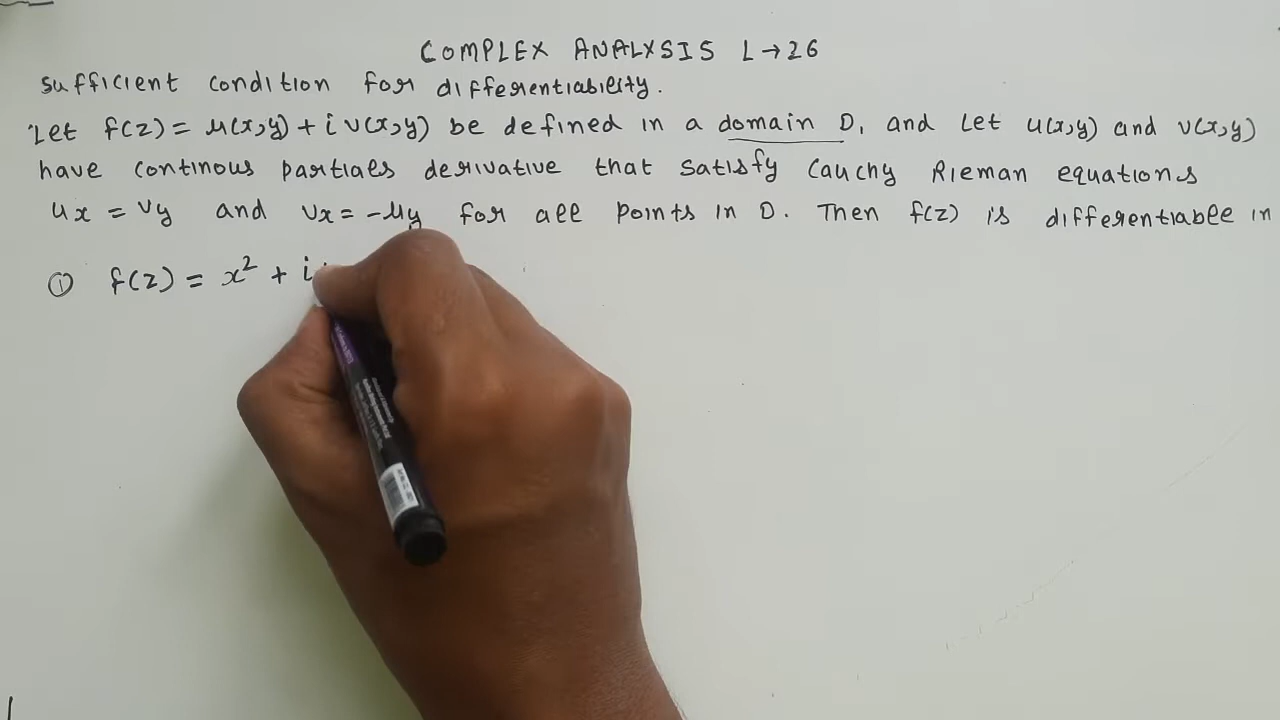 COMPLEX ANALYSIS L → 26
Sufficient condition for differentiability.
Let f(z) = u(x,y) + i v(x,y) be defined in a domain D, and Let u(x,y) and v(x,y)
have continous partials derivative that satisfy Cauchy Rieman equations
ux = vy and vx = -uy for all points in D. Then f(z) is differentiable in
① f(z) = x² + i